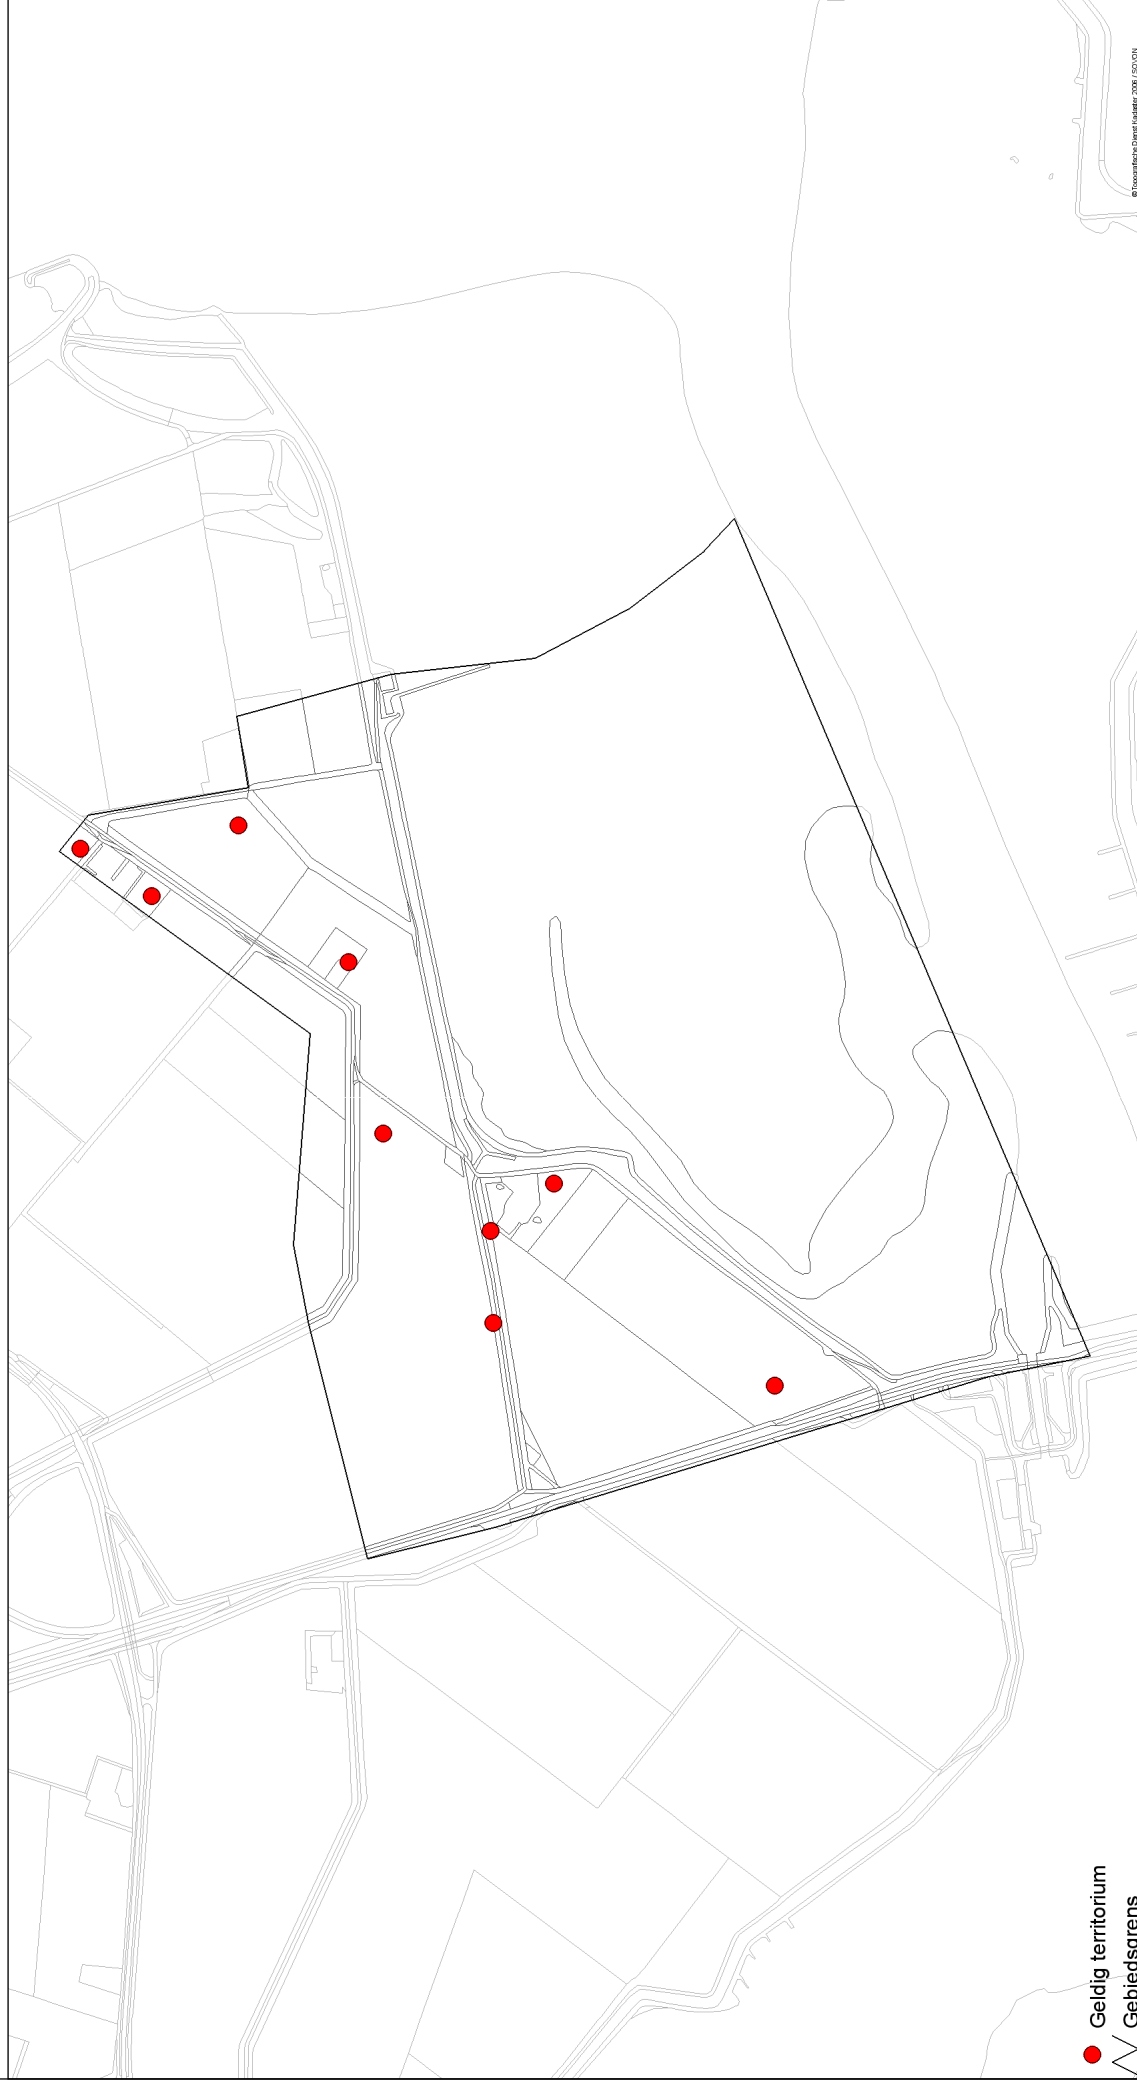 © Topografische Dienst Kadaster 2006 / SOVON
Geldig territorium
Gebiedsgrens